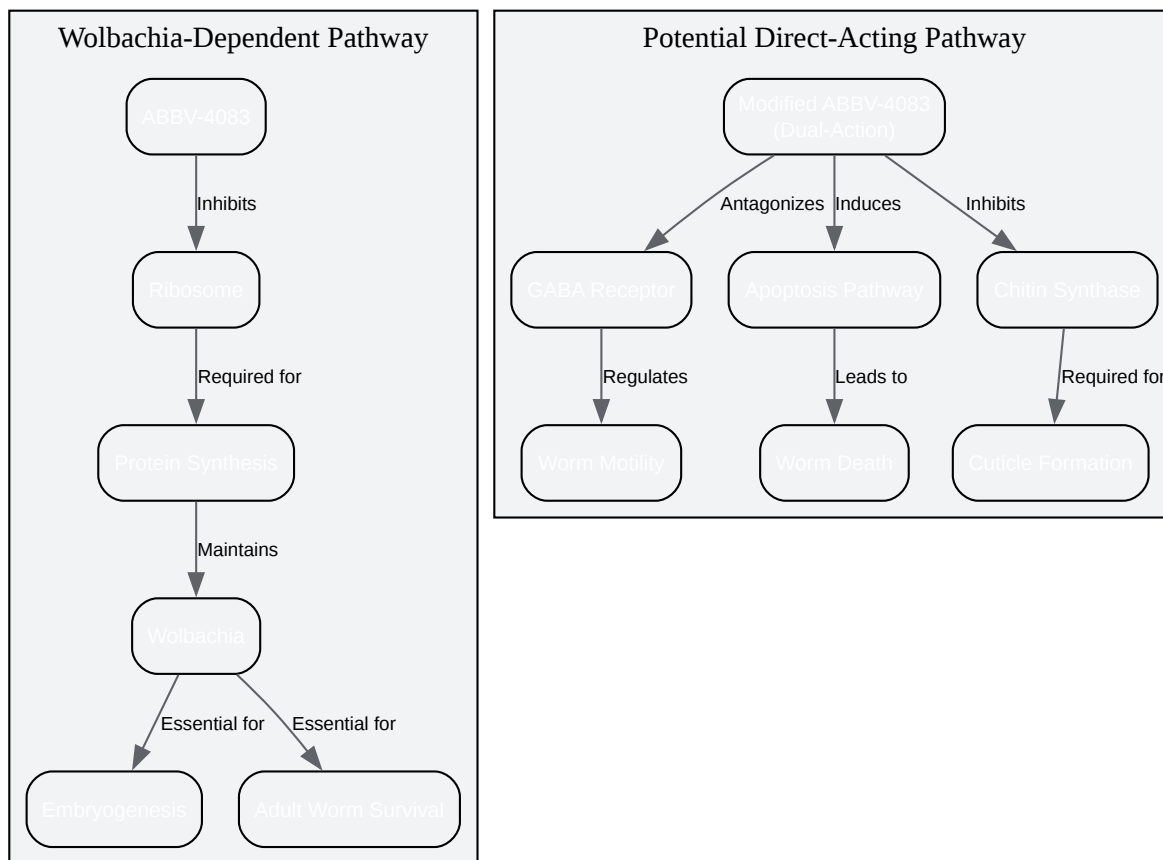 Wolbachia-Dependent Pathway
ABBV-4083
Inhibits
Ribosome
Required for
Protein Synthesis
Maintains
Wolbachia
Essential for
Essential for
Embryogenesis
Adult Worm Survival
Potential Direct-Acting Pathway
Modified ABBV-4083
(Dual-Action)
Antagonizes
Induces
Inhibits
GABA Receptor
Apoptosis Pathway
Chitin Synthase
Regulates
Leads to
Required for
Worm Motility
Worm Death
Cuticle Formation